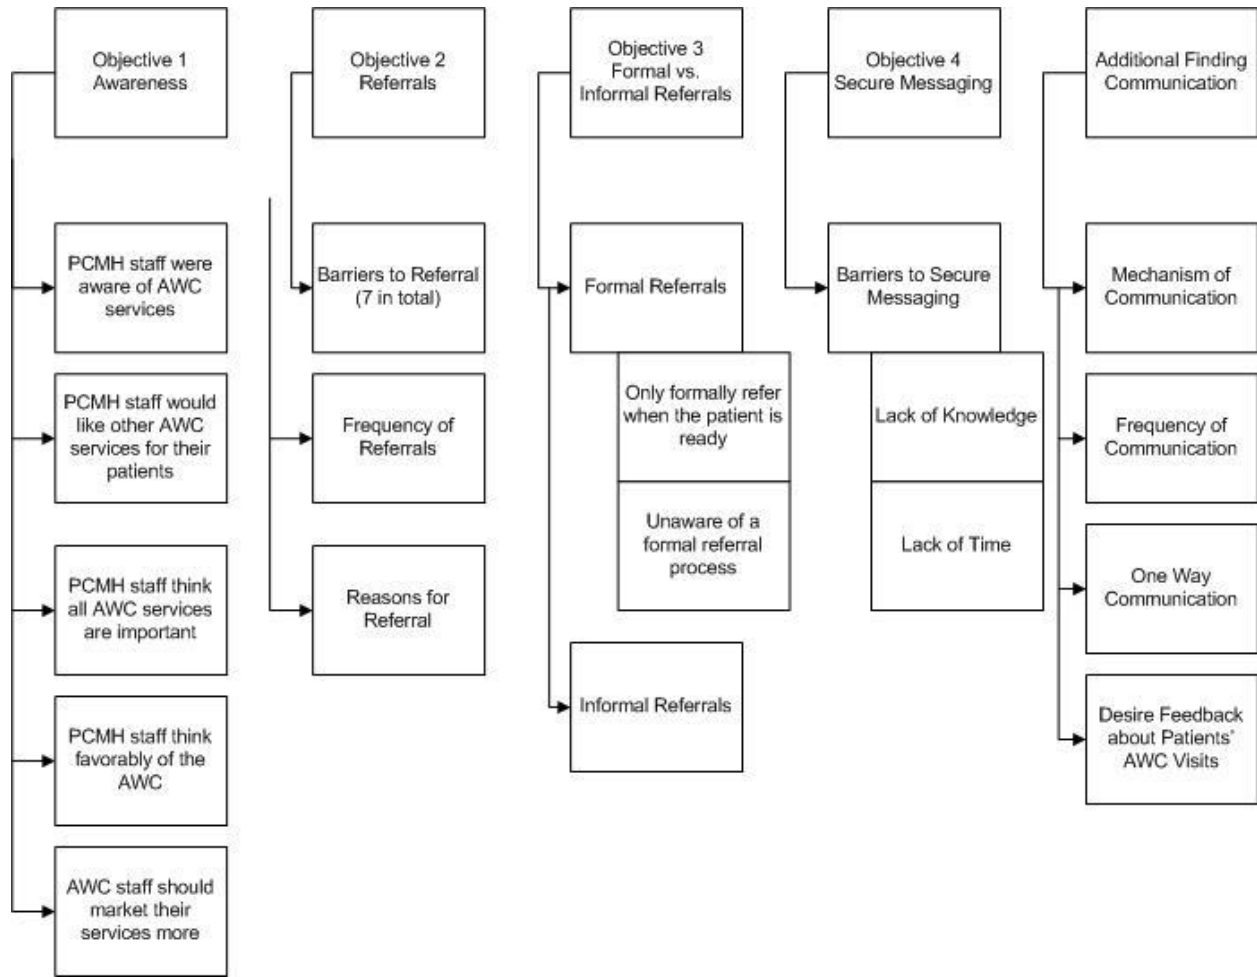 Objective 1
Awareness
Objective 2
Referrals
Objective 3
Formal vs.
Informal Referrals
Objective 4
Secure Messaging
Additional Finding
Communication
PCMH staff were
aware of AWC
services
PCMH staff would
like other AWC
services for their
patients
PCMH staff think
all AWC services
are important
PCMH staff think
favorably of the
AWC
AWC staff should
market their
services more
Barriers to Referral
(7 in total)
Frequency of
Referrals
Reasons for
Referral
Formal Referrals
Only formally refer
when the patient is
ready
Unaware of a
formal referral
process
Informal Referrals
Barriers to Secure
Messaging
Lack of Knowledge
Lack of Time
Mechanism of
Communication
Frequency of
Communication
One Way
Communication
Desire Feedback
about Patients'
AWC Visits